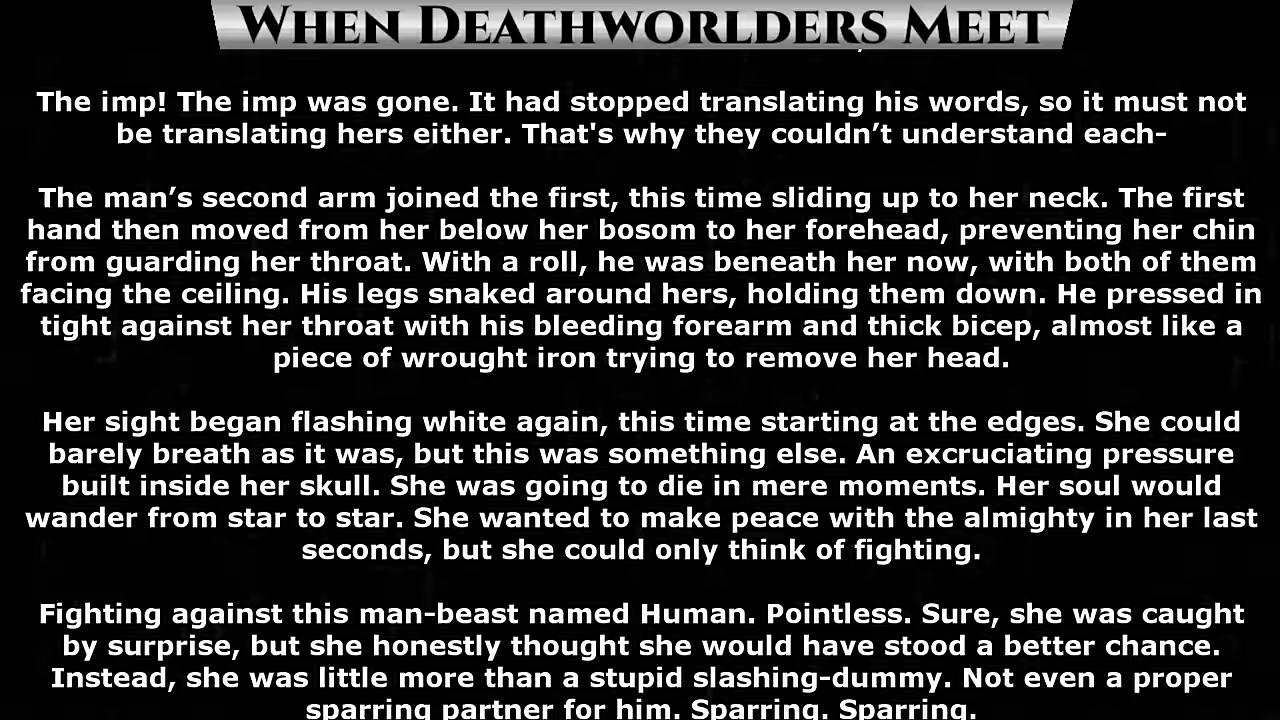 WHEN DEATHWORLDERS MEET
The imp! The imp was gone. It had stopped translating his words, so it must not
be translating hers either. That's why they couldn’t understand each-
The man’s second arm joined the first, this time sliding up to her neck. The first
hand then moved from her below her bosom to her forehead, preventing her chin
from guarding her throat. With a roll, he was beneath her now, with both of them
facing the ceiling. His legs snaked around hers, holding them down. He pressed in
tight against her throat with his bleeding forearm and thick bicep, almost like a
piece of wrought iron trying to remove her head.
Her sight began flashing white again, this time starting at the edges. She could
barely breath as it was, but this was something else. An excruciating pressure
built inside her skull. She was going to die in mere moments. Her soul would
wander from star to star. She wanted to make peace with the almighty in her last
seconds, but she could only think of fighting.
Fighting against this man-beast named Human. Pointless. Sure, she was caught
by surprise, but she honestly thought she would have stood a better chance.
Instead, she was little more than a stupid slashing-dummy. Not even a proper
sparring partner for him. Sparring. Sparring.